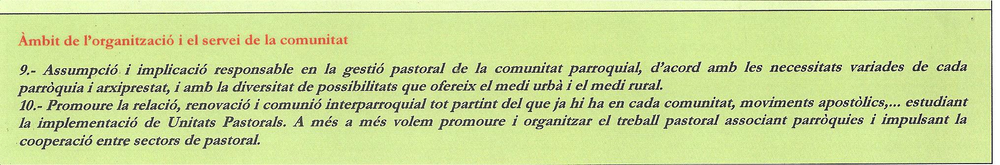 Àmbit de l'organització i el servei de la comunitat
9.- Assumpció i implicació responsable en la gestió pastoral de la comunitat parroquial, d'acord amb les necessitats variades de cada
parròquia i arxiprestat, i amb la diversitat de possibilitats que ofereix el medi urbà i el medi rural.
10.- Promoure la relació, renovació i comunió interparroquial tot partint del que ja hi ha en cada comunitat, moviments apostòlics,... estudiant
la implementació de Unitats Pastorals. A més a més volem promoure i organitzar el treball pastoral associant parròquies i impulsant la
cooperació entre sectors de pastoral.